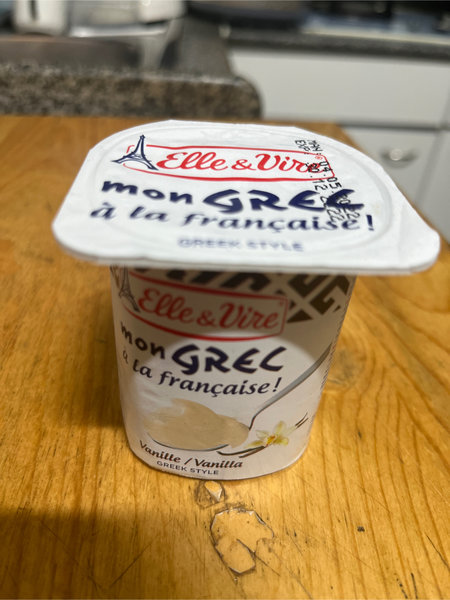 Elle & Vire
mon GREC
à la française!
GREEK STYLE
Elle & Vire
mon GREC
à la française!
Vanille / Vanilla
GREEK STYLE